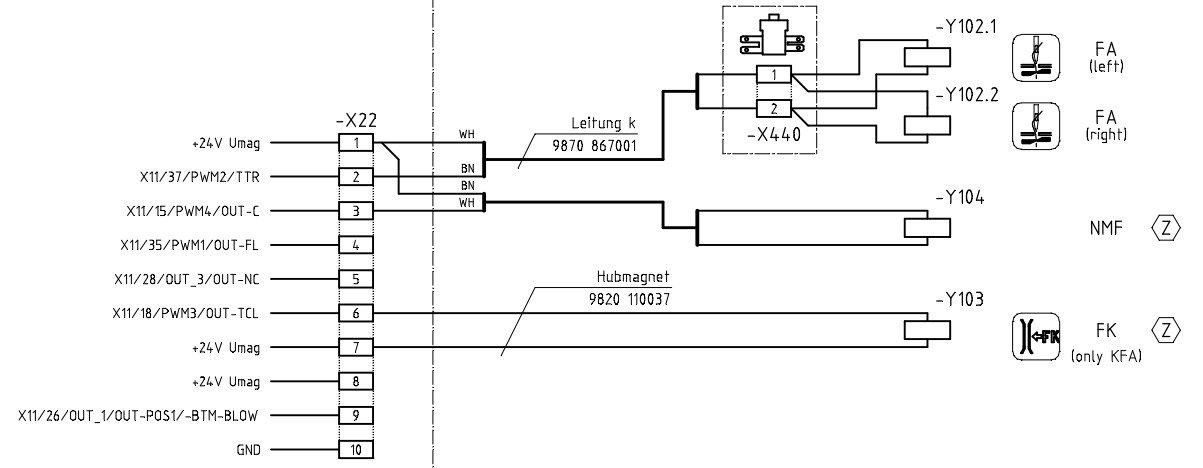 -Y102.1
FA
(left)
1
-Y102.2
2
-X440
FA
(right)
-X22
Leitung k
9870 867001
+24V Umag 1 WH
X11/37/PWM2/TTR 2 BN
BN
X11/15/PWM4/OUT-C 3 WH
-Y104
NMF Z
X11/35/PWM1/OUT-FL 4
X11/28/OUT_3/OUT-NC 5
Hubmagnet
9820 110037
-Y103
X11/18/PWM3/OUT-TCL 6
FK
FK Z
(only KFA)
+24V Umag 7
+24V Umag 8
X11/26/OUT_1/OUT-POS1/-BTM-BLOW 9
GND 10